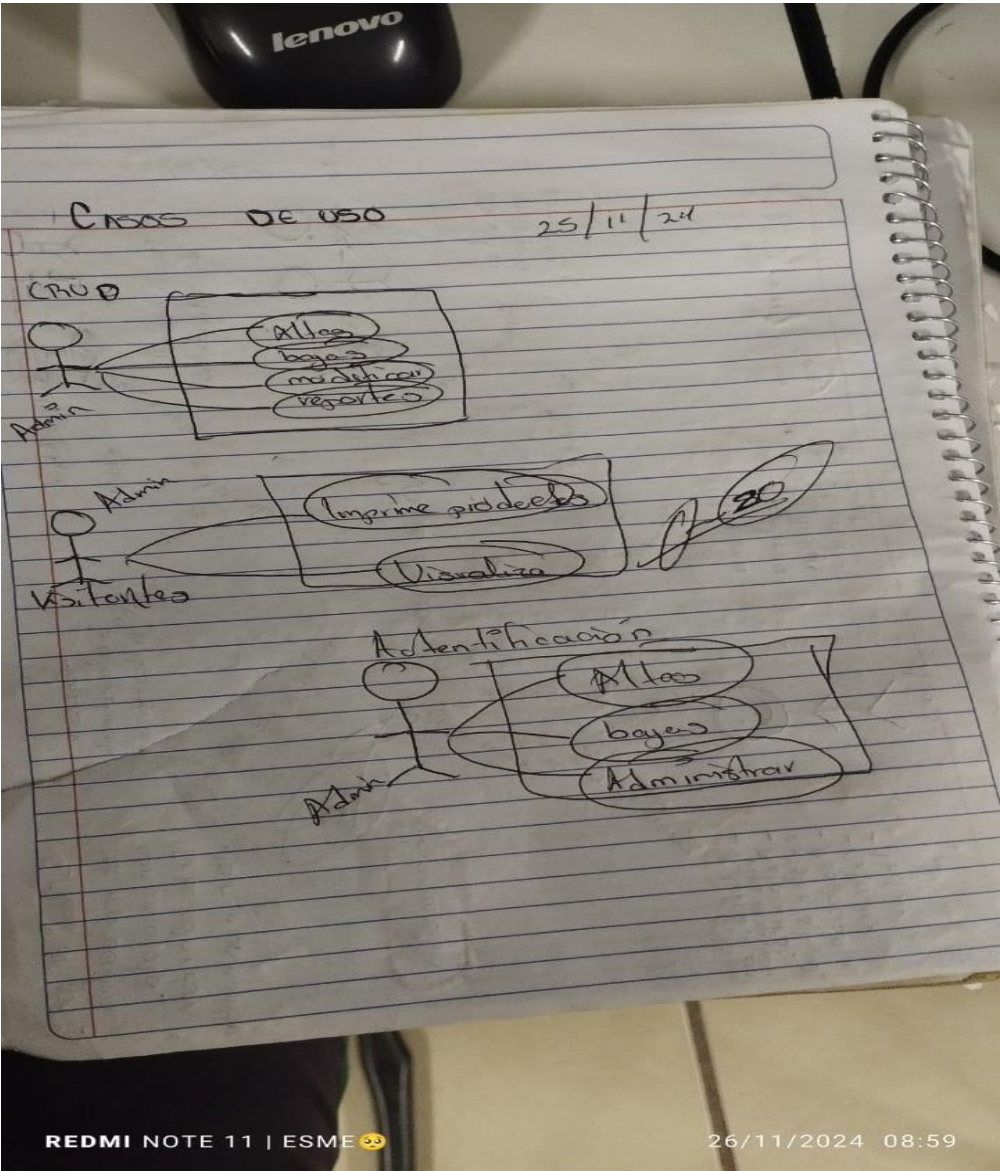 lenovo
CASOS DE USO 25/11/24
CRUD
Altas
bajas
modificar
reportes
Admin
Admin
Imprime productos
80
Visualiza
Visitantes
Autentificación
Altas
bajas
Administrar
Admin
REDMI NOTE 11 | ESME🥺 26/11/2024 08:59